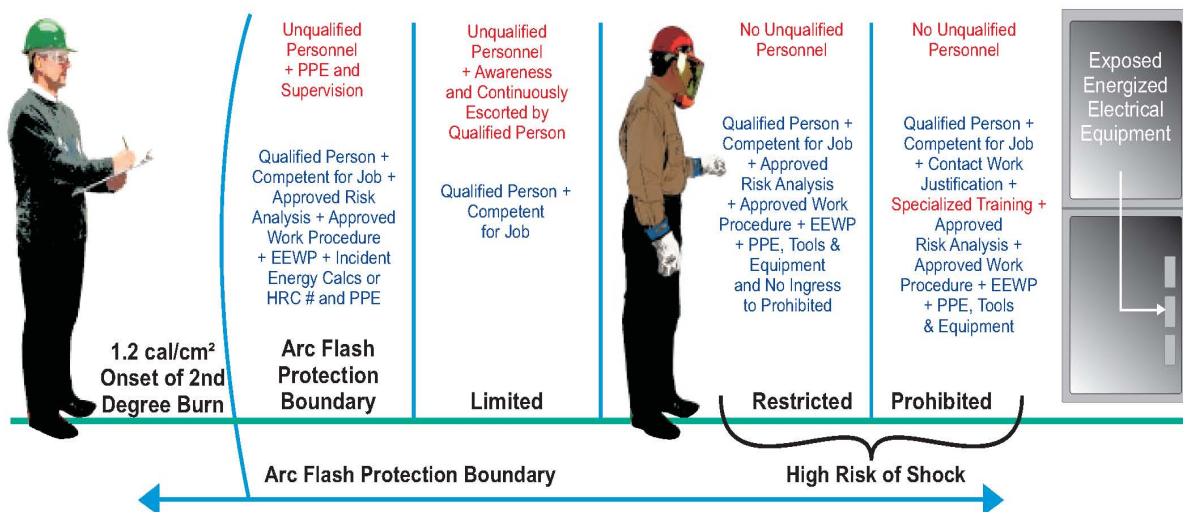 Unqualified
Personnel
+ PPE and
Supervision
Qualified Person +
Competent for Job +
Approved Risk
Analysis + Approved
Work Procedure
+ EEWP + Incident
Energy Calcs or
HRC # and PPE
Unqualified
Personnel
+ Awareness
and Continuously
Escorted by
Qualified Person
Qualified Person +
Competent
for Job
No Unqualified
Personnel
Qualified Person +
Competent for Job
+ Approved
Risk Analysis
+ Approved Work
Procedure + EEWP
+ PPE, Tools &
Equipment
and No Ingress
to Prohibited
No Unqualified
Personnel
Qualified Person +
Competent for Job
+ Contact Work
Justification +
Specialized Training +
Approved
Risk Analysis +
Approved Work
Procedure + EEWP
+ PPE, Tools
& Equipment
Exposed
Energized
Electrical
Equipment
1.2 cal/cm²
Onset of 2nd
Degree Burn
Arc Flash
Protection
Boundary
Limited
Restricted
Prohibited
Arc Flash Protection Boundary
High Risk of Shock